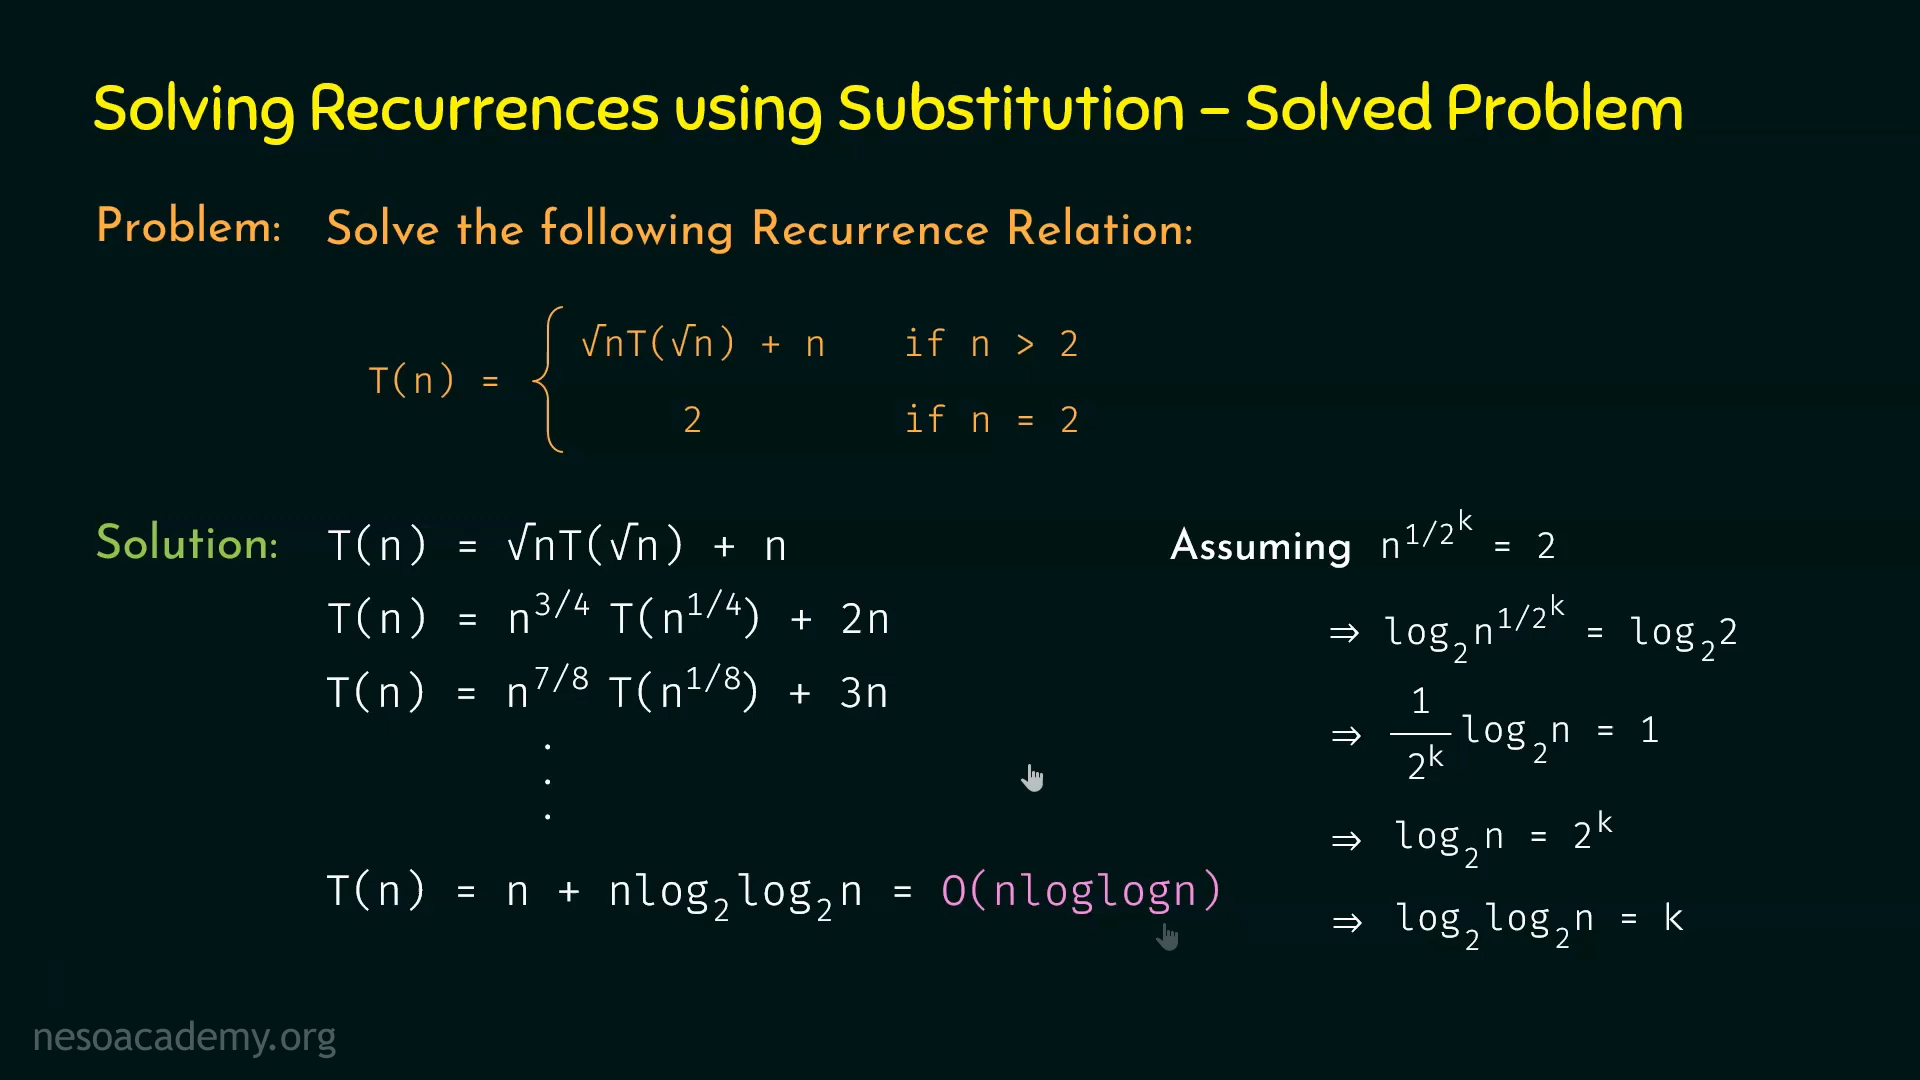 Solving Recurrences using Substitution – Solved Problem
Problem: Solve the following Recurrence Relation:
T(n) = { √nT(√n) + n if n > 2
2 if n = 2
Solution: T(n) = √nT(√n) + n
T(n) = n^3/4 T(n^1/4) + 2n
T(n) = n^7/8 T(n^1/8) + 3n
.
.
.
T(n) = n + nlog₂log₂n = O(nloglogn)
Assuming n^1/2^k = 2
⇒ log₂n^1/2^k = log₂2
⇒ 1/2^k log₂n = 1
⇒ log₂n = 2^k
⇒ log₂log₂n = k
nesoacademy.org